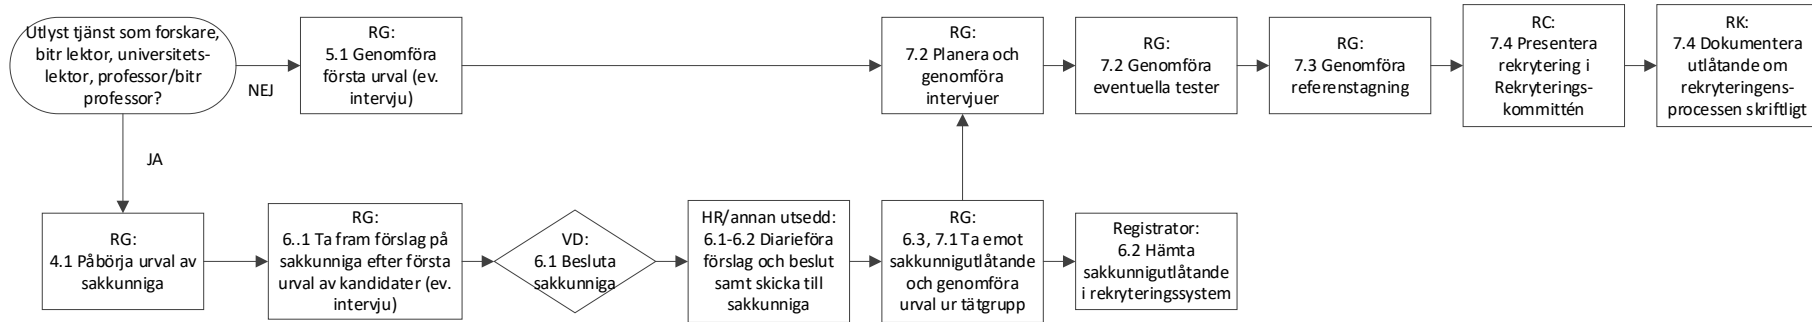 Utlyst tjänst som forskare,
bitr lektor, universitets-
lektor, professor/bitr
professor?
NEJ
JA
RG:
5.1 Genomföra
första urval (ev.
intervju)
RG:
7.2 Planera och
genomföra
intervjuer
RG:
7.2 Genomföra
eventuella tester
RG:
7.3 Genomföra
referenstagning
RC:
7.4 Presentera
rekrytering i
Rekryterings-
kommittén
RK:
7.4 Dokumentera
utlåtande om
rekryteringens-
processen skriftligt
RG:
4.1 Påbörja urval av
sakkunniga
RG:
6..1 Ta fram förslag på
sakkunniga efter första
urval av kandidater (ev.
intervju)
VD:
6.1 Besluta
sakkunniga
HR/annan utsedd:
6.1-6.2 Diarieföra
förslag och beslut
samt skicka till
sakkunniga
RG:
6.3, 7.1 Ta emot
sakkunnigutlåtande
och genomföra
urval ur tätgrupp
Registrator:
6.2 Hämta
sakkunnigutlåtande
i rekryteringssystem